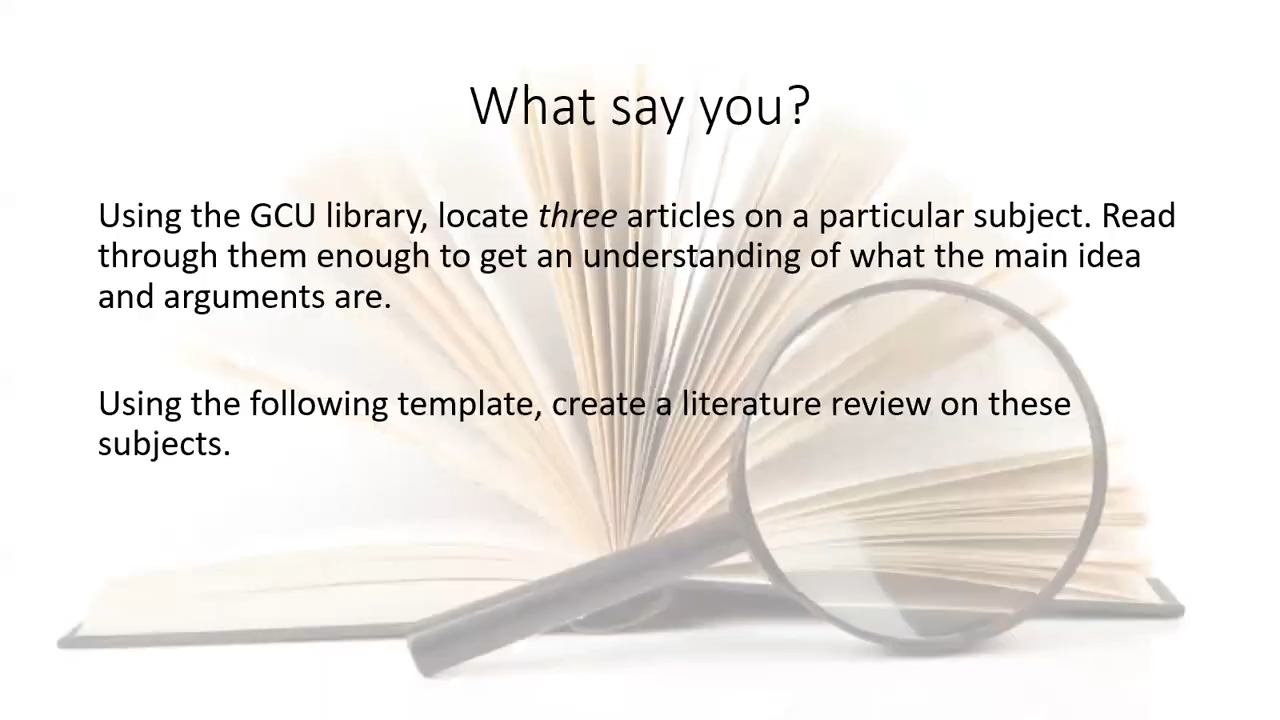 What say you?
Using the GCU library, locate three articles on a particular subject. Read
through them enough to get an understanding of what the main idea
and arguments are.
Using the following template, create a literature review on these
subjects.